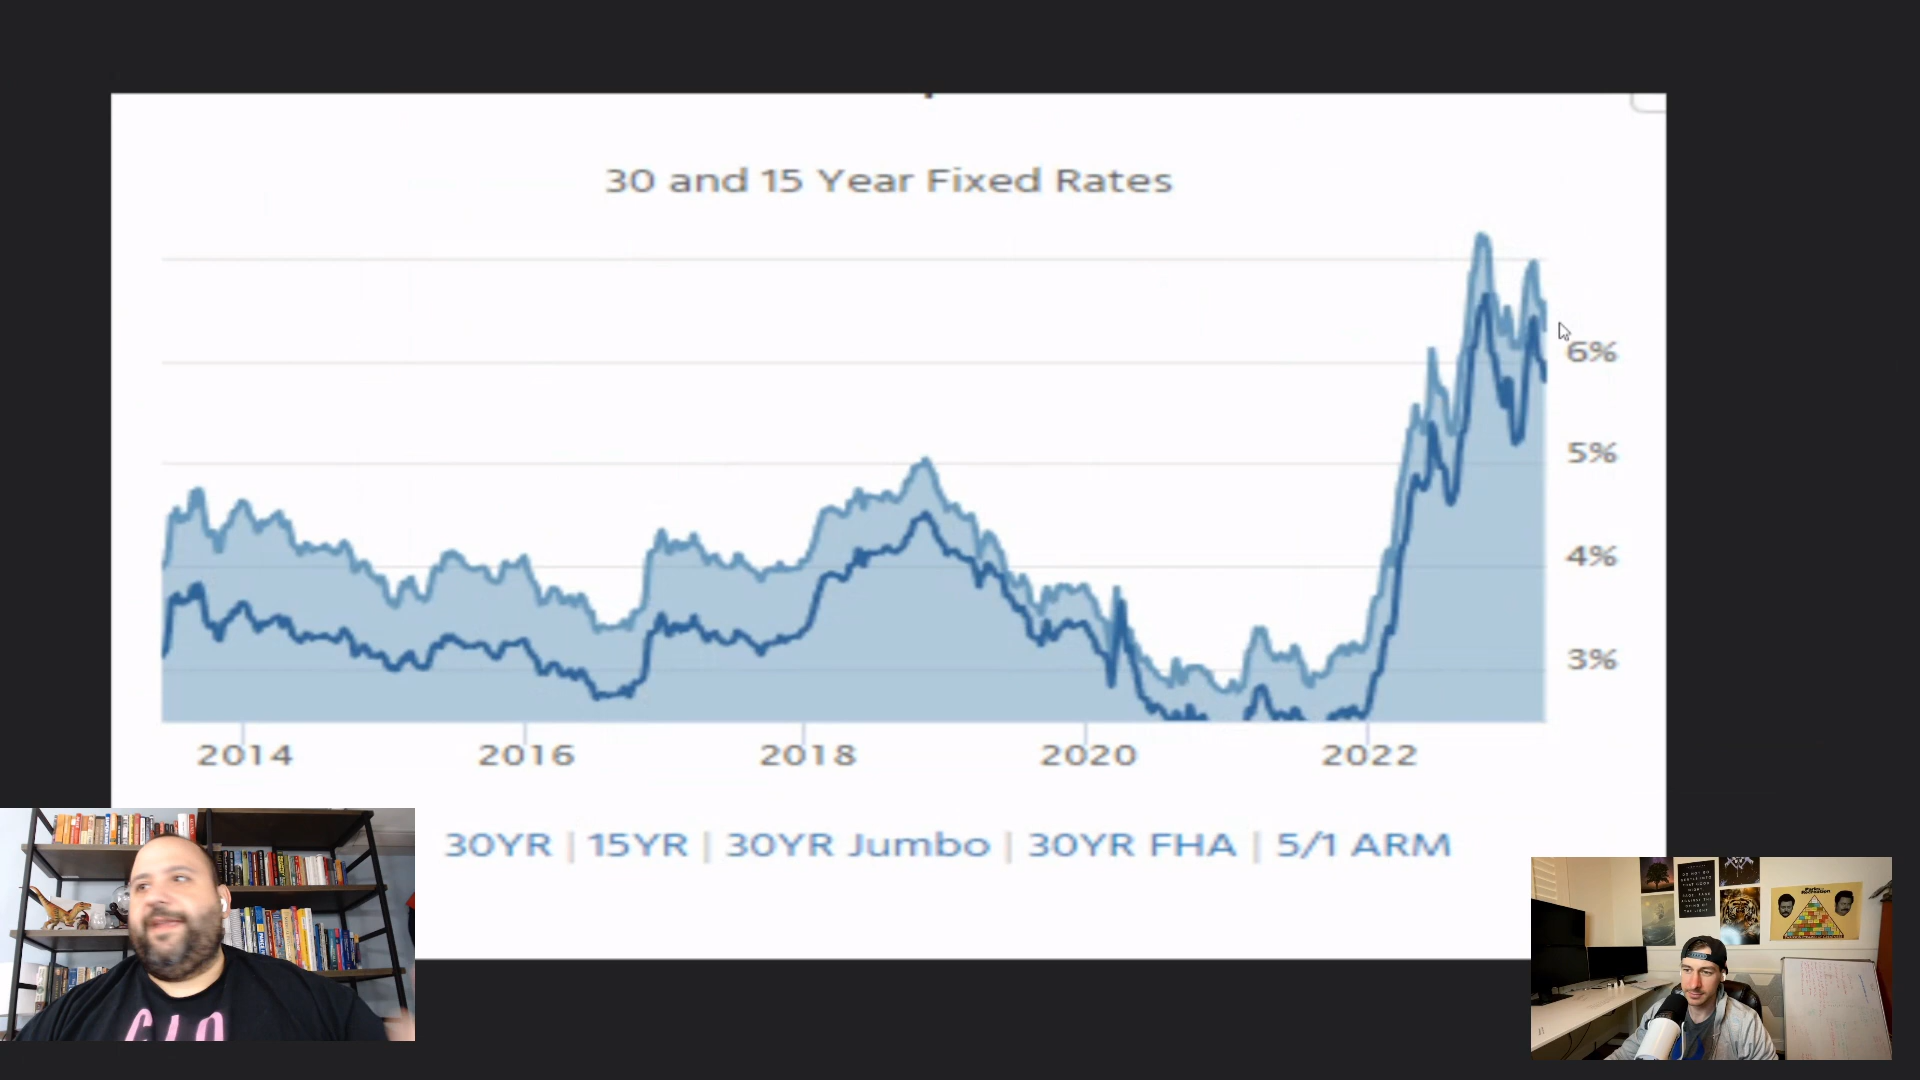 30 and 15 Year Fixed Rates
6%
5%
4%
3%
2014 2016 2018 2020 2022
30YR | 15YR | 30YR Jumbo | 30YR FHA | 5/1 ARM